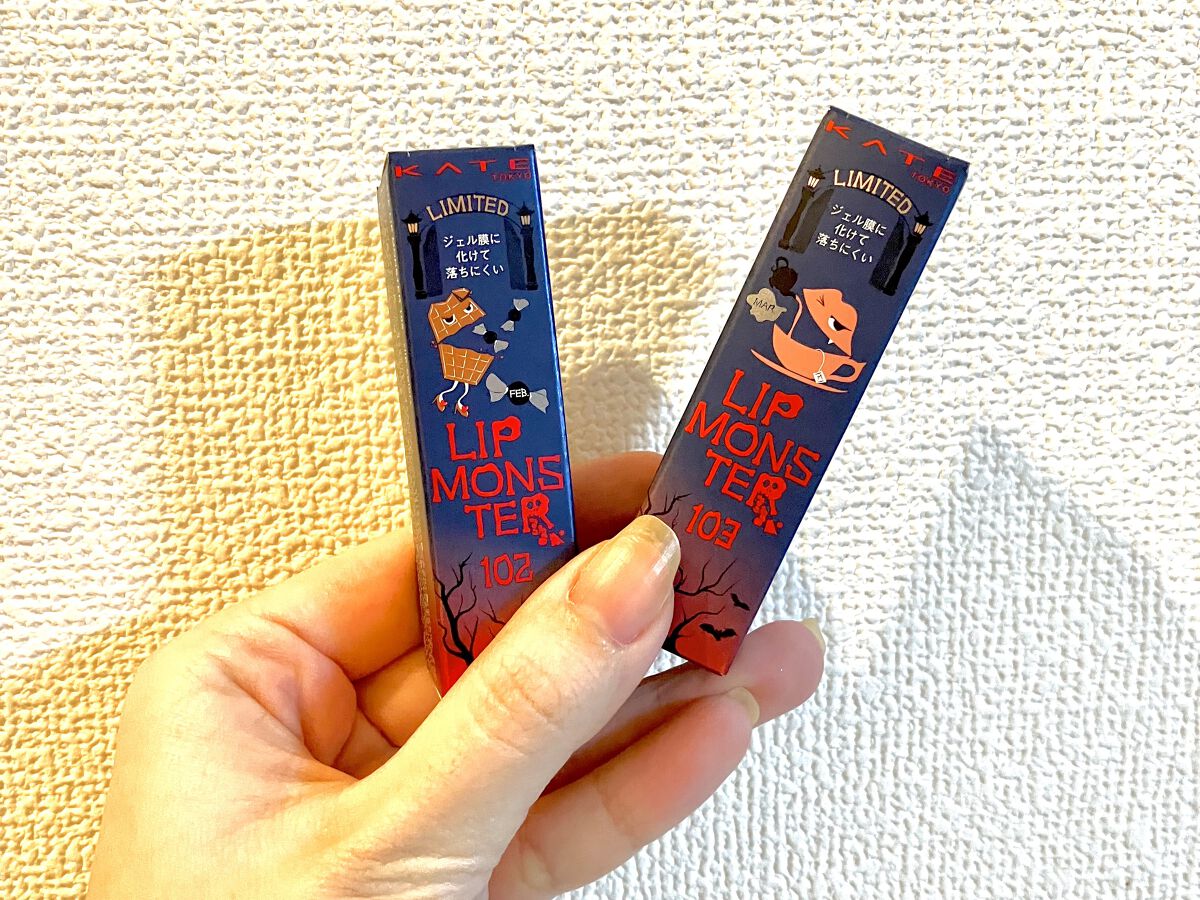 KATE
TOKYO
LIMITED
ジェル膜に
化けて
落ちにくい
FEB.
LIP
MONS
TER
102
KATE
TOKYO
LIMITED
ジェル膜に
化けて
落ちにくい
MAR.
LIP
MONS
TER
103